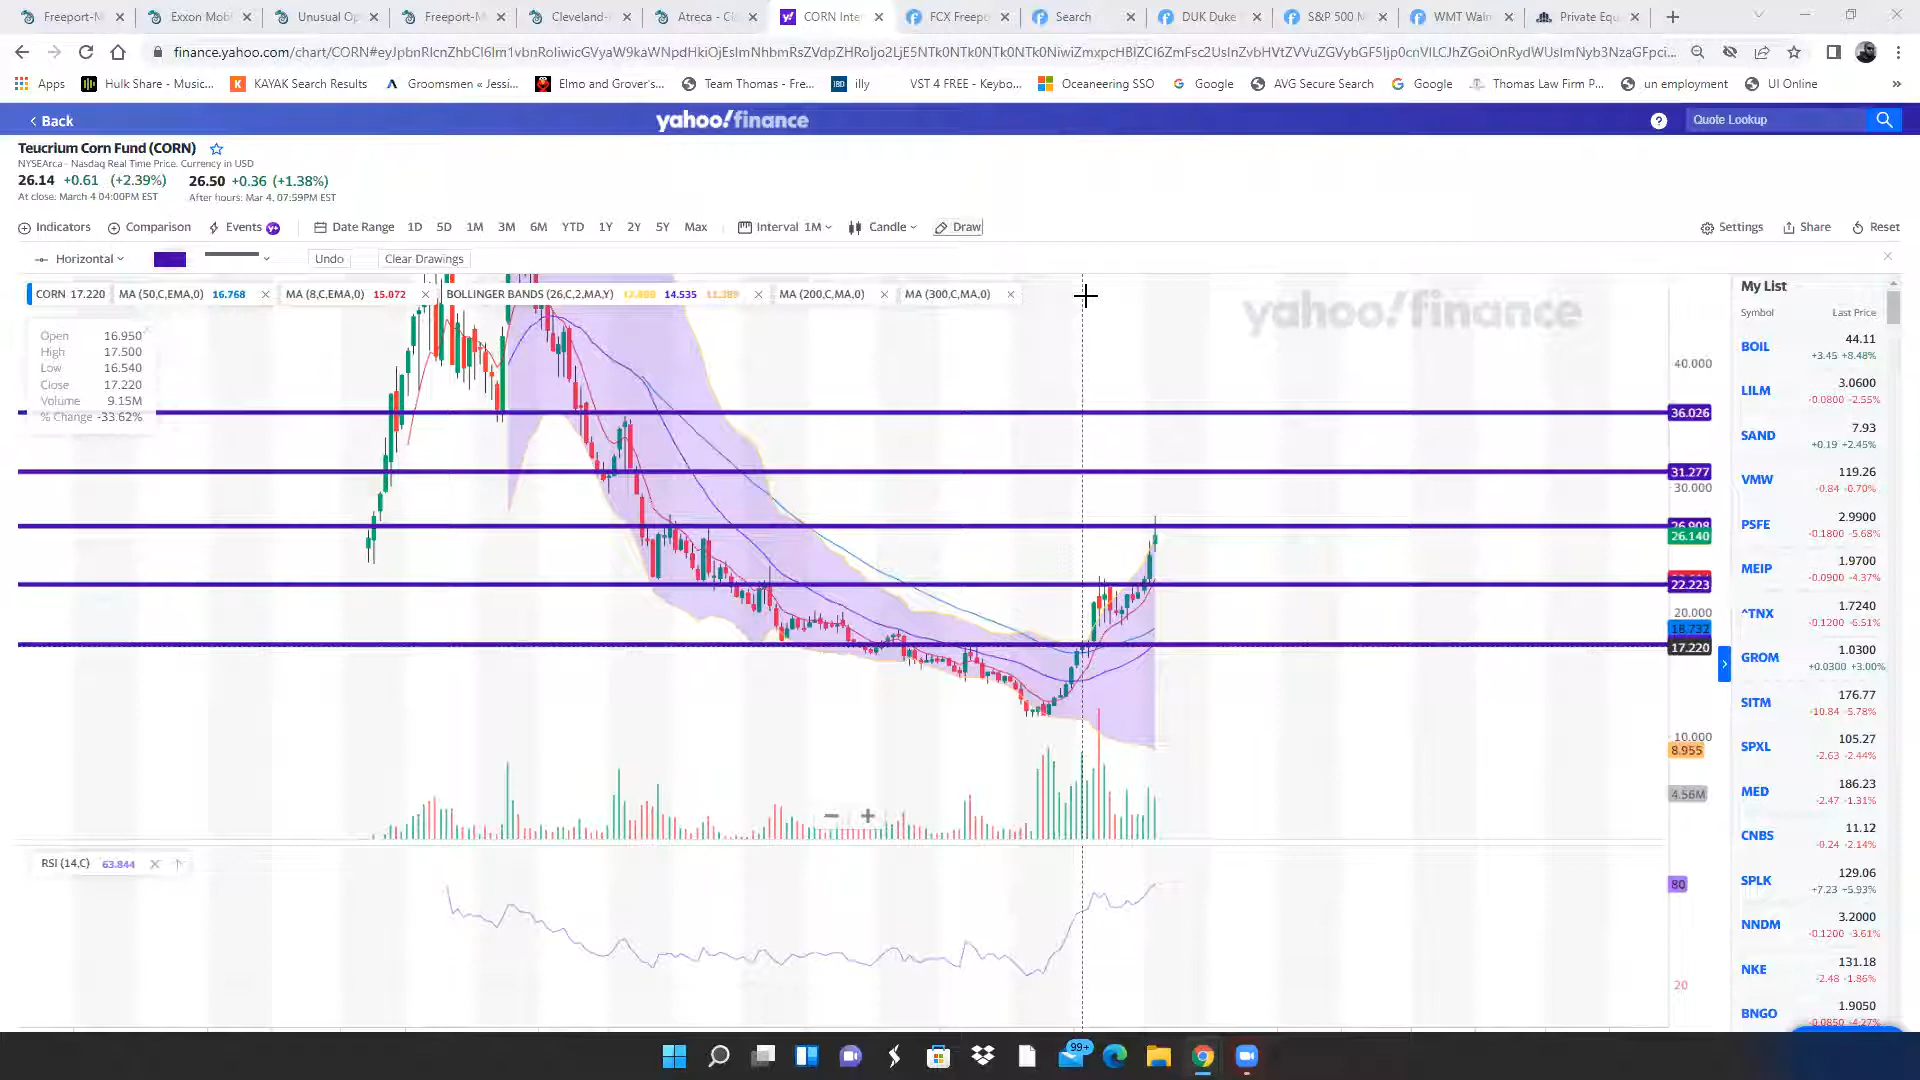 Freeport-M
Exxon Mobi
Unusual Op
Freeport-M
Cleveland-
Atreca - Cl
CORN Inte
FCX Freepo
Search
DUK Duke
S&P 500 N
WMT Walm
Private Equ
finance.yahoo.com/chart/CORN
Apps
Hulk Share - Music...
KAYAK Search Results
Groomsmen « Jessi...
Elmo and Grover's...
Team Thomas - Fre...
illy
VST 4 FREE - Keybo...
Oceaneering SSO
Google
AVG Secure Search
Google
Thomas Law Firm P...
un employment
UI Online
»
Back
yahoo!finance
Quote Lookup
Teucrium Corn Fund (CORN)
NYSEArca - Nasdaq Real Time Price. Currency in USD
26.14 +0.61 (+2.39%) 26.50 +0.36 (+1.38%)
At close: March 4 04:00PM EST After hours: Mar 4, 07:59PM EST
Indicators Comparison Events Y+ Date Range 1D 5D 1M 3M 6M YTD 1Y 2Y 5Y Max Interval 1M Candle Draw Settings Share Reset
Horizontal Undo Clear Drawings
CORN 17.220 MA (50,C,EMA,0) 16.768 MA (8,C,EMA,0) 15.072 BOLLINGER BANDS (26,C,2,MA,Y) 14.535 MA (200,C,MA,0) MA (300,C,MA,0)
yahoo!finance
Open 16.950
High 17.500
Low 16.540
Close 17.220
Volume 9.15M
% Change -33.62%
40.000
36.026
31.277
30.000
26.908
26.140
22.223
20.000
18.732
17.220
10.000
8.955
4.56M
RSI (14,C) 63.844
80
20
My List
Symbol Last Price
BOIL 44.11
+3.45 +8.48%
LILM 3.0600
-0.0800 -2.55%
SAND 7.93
+0.19 +2.45%
VMW 119.26
-0.84 -0.70%
PSFE 2.9900
-0.1800 -5.68%
MEIP 1.9700
-0.0900 -4.37%
^TNX 1.7240
-0.1200 -6.51%
GROM 1.0300
+0.0300 +3.00%
SITM 176.77
-10.84 -5.78%
SPXL 105.27
-2.63 -2.44%
MED 186.23
-2.47 -1.31%
CNBS 11.12
-0.24 -2.14%
SPLK 129.06
+7.23 +5.93%
NNDM 3.2000
-0.1200 -3.61%
NKE 131.18
-2.48 -1.86%
BNGO 1.9050
-0.0850 -4.27%
99+